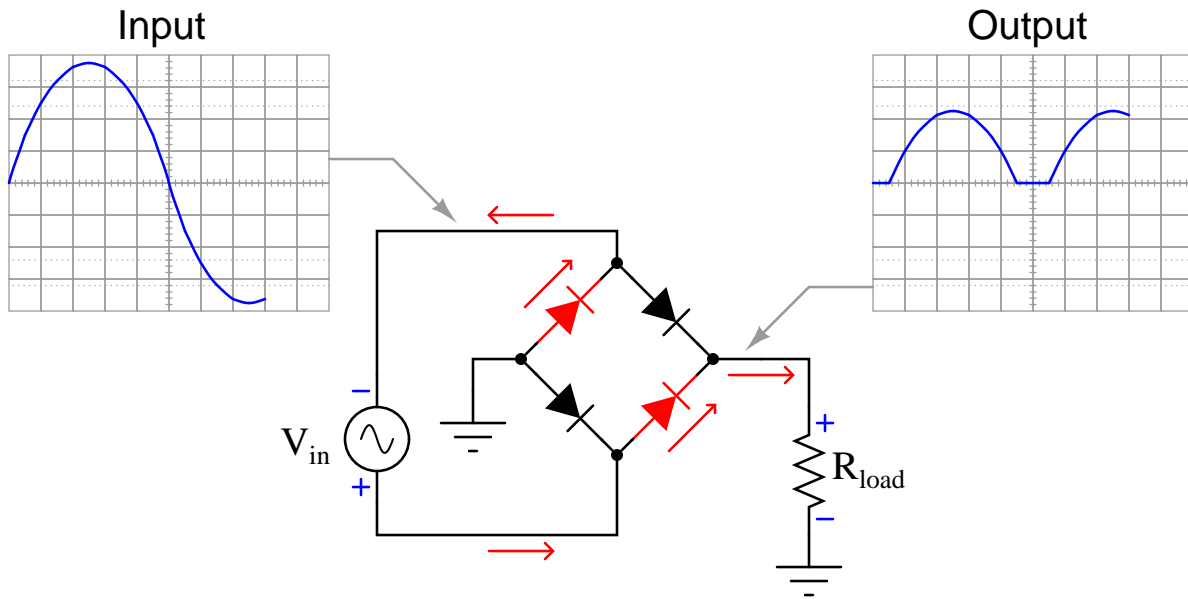 Input
Output
−
V_in
+
+
R_load
−